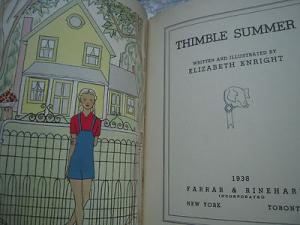 THIMBLE SUMMER
WRITTEN AND ILLUSTRATED BY
ELIZABETH ENRIGHT
1938
FARRAR & RINEHART
INCORPORATED
NEW YORK TORONTO